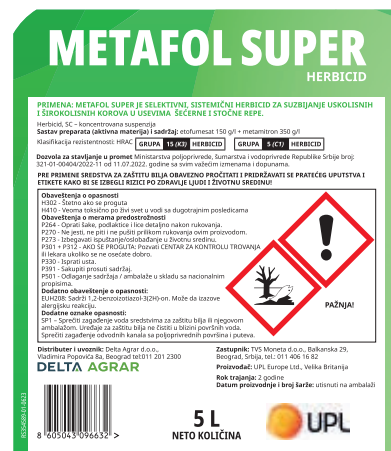 METAFOL SUPER
HERBICID
PRIMENA: METAFOL SUPER JE SELEKTIVNI, SISTEMIČNI HERBICID ZA SUZBIJANJE USKOLISNIH
I ŠIROKOLISNIH KOROVA U USEVIMA ŠEĆERNE I STOČNE REPE.
Herbicid, SC – koncentrovana suspenzija
Sastav preparata (aktivna materija) i sadržaj: etofumesat 150 g/l + metamitron 350 g/l
Klasifikacija rezistentnosti: HRAC GRUPA 15 (K3) HERBICID GRUPA 5 (C1) HERBICID
Dozvola za stavljanje u promet Ministarstva poljoprivrede, šumarstva i vodoprivrede Republike Srbije broj:
321-01-00404/2022-11 od 11.07.2022. godine sa svim važećim izmenama i dopunama.
PRE PRIMENE SREDSTVA ZA ZAŠTITU BILJA OBAVEZNO PROČITATI I PRIDRŽAVATI SE PRATEĆEG UPUTSTVA I
ETIKETE KAKO BI SE IZBEGLI RIZICI PO ZDRAVLJE LJUDI I ŽIVOTNU SREDINU!
Obaveštenja o opasnosti
H302 - Štetno ako se proguta
H410 - Veoma toksično po živi svet u vodi sa dugotrajnim posledicama
Obaveštenja o merama predostrožnosti
P264 - Oprati šake, podlaktice i lice detaljno nakon rukovanja.
P270 - Ne jesti, ne piti i ne pušiti prilikom rukovanja ovim proizvodom.
P273 - Izbegavati ispuštanje/oslobađanje u životnu sredinu.
P301 + P312 - AKO SE PROGUTA: Pozvati CENTAR ZA KONTROLU TROVANJA
ili lekara ukoliko se ne osećate dobro.
P330 - Isprati usta.
P391 - Sakupiti prosuti sadržaj.
P501 - Odlaganje sadržaja / ambalaže u skladu sa nacionalnim
propisima.
Dodatno obaveštenje o opasnosti:
EUH208: Sadrži 1,2-benzoizotiazol-3(2H)-on. Može da izazove
alergijsku reakciju.
Dodatne oznake opasnosti:
SP1 – Sprečiti zagađenje voda sredstvima za zaštitu bilja ili njegovom
ambalažom. Uređaje za zaštitu bilja ne čistiti u blizini površnih voda.
Sprečiti zagađenje odvodnih kanala sa poljoprivrednih površina i puteva.
PAŽNJA!
Distributer i uvoznik: Delta Agrar d.o.o.,
Vladimira Popovića 8a, Beograd tel:011 201 2300
DELTA AGRAR
Zastupnik: TVS Moneta d.o.o., Balkanska 29,
Beograd, Srbija, tel.: 011 406 16 82
Proizvođač: UPL Europe Ltd., Velika Britanija
Rok trajanja: 2 godine
Datum proizvodnje i broj šarže: utisnuti na ambalaži
8 605043 096632 >
5 L
NETO KOLIČINA
UPL